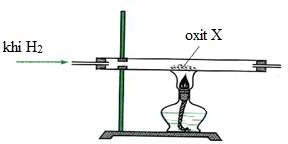 oxit X
khí H₂